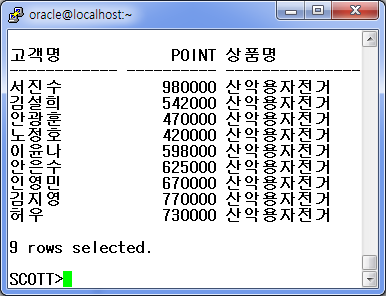 oracle@localhost:~
고객명 POINT 상품명
------------ ---------- ---------------
서진수 980000 산악용자전거
김설희 542000 산악용자전거
안광훈 470000 산악용자전거
노정호 420000 산악용자전거
이윤나 598000 산악용자전거
안은수 625000 산악용자전거
인영민 670000 산악용자전거
김지영 770000 산악용자전거
허우 730000 산악용자전거
9 rows selected.
SCOTT>